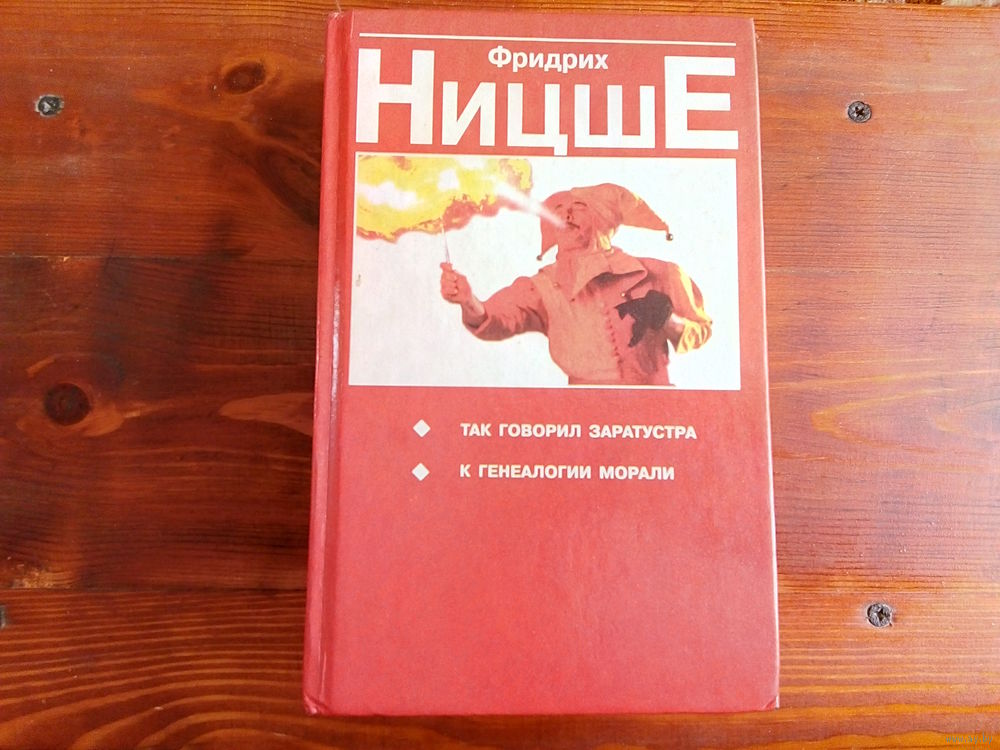 Фридрих
НИЦШЕ
ТАК ГОВОРИЛ ЗАРАТУСТРА
К ГЕНЕАЛОГИИ МОРАЛИ